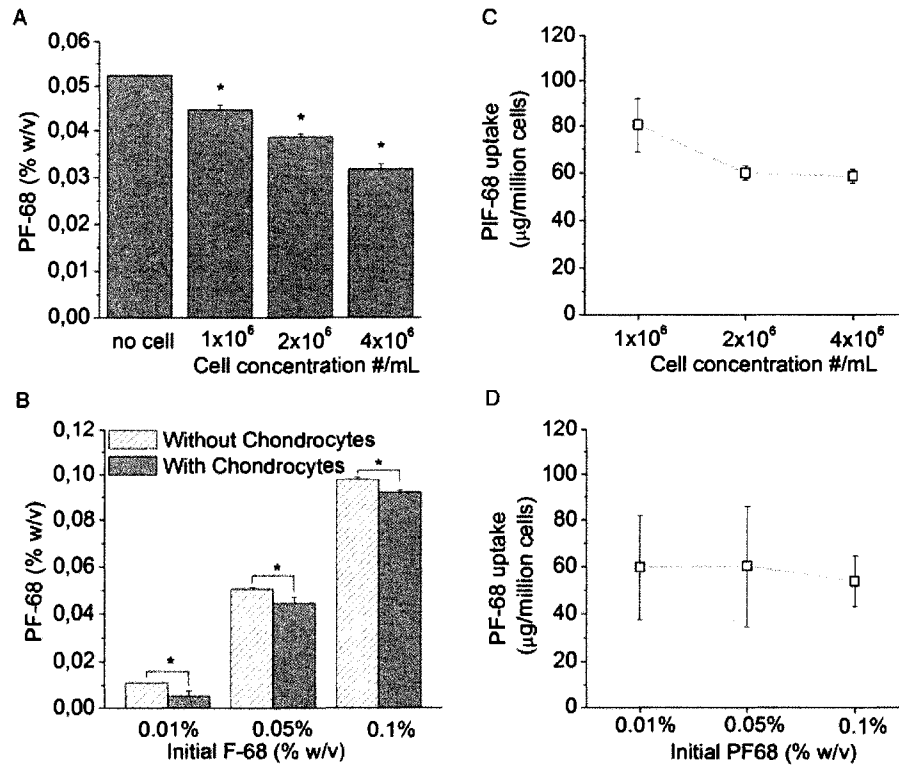 A
0,06
0,05
0,04
0,03
0,02
0,01
0,00
PF-68 (% w/v)
*
*
*
no cell 1x10⁶ 2x10⁶ 4x10⁶
Cell concentration #/mL
C
120
100
80
60
40
20
0
PIF-68 uptake
(µg/million cells)
1x10⁶ 2x10⁶ 4x10⁶
Cell concentration #/mL
B
0,12
0,10
0,08
0,06
0,04
0,02
0,00
PF-68 (% w/v)
Without Chondrocytes
With Chondrocytes
*
*
*
0.01% 0.05% 0.1%
Initial F-68 (% w/v)
D
120
100
80
60
40
20
0
PF-68 uptake
(µg/million cells)
0.01% 0.05% 0.1%
Initial PF68 (% w/v)